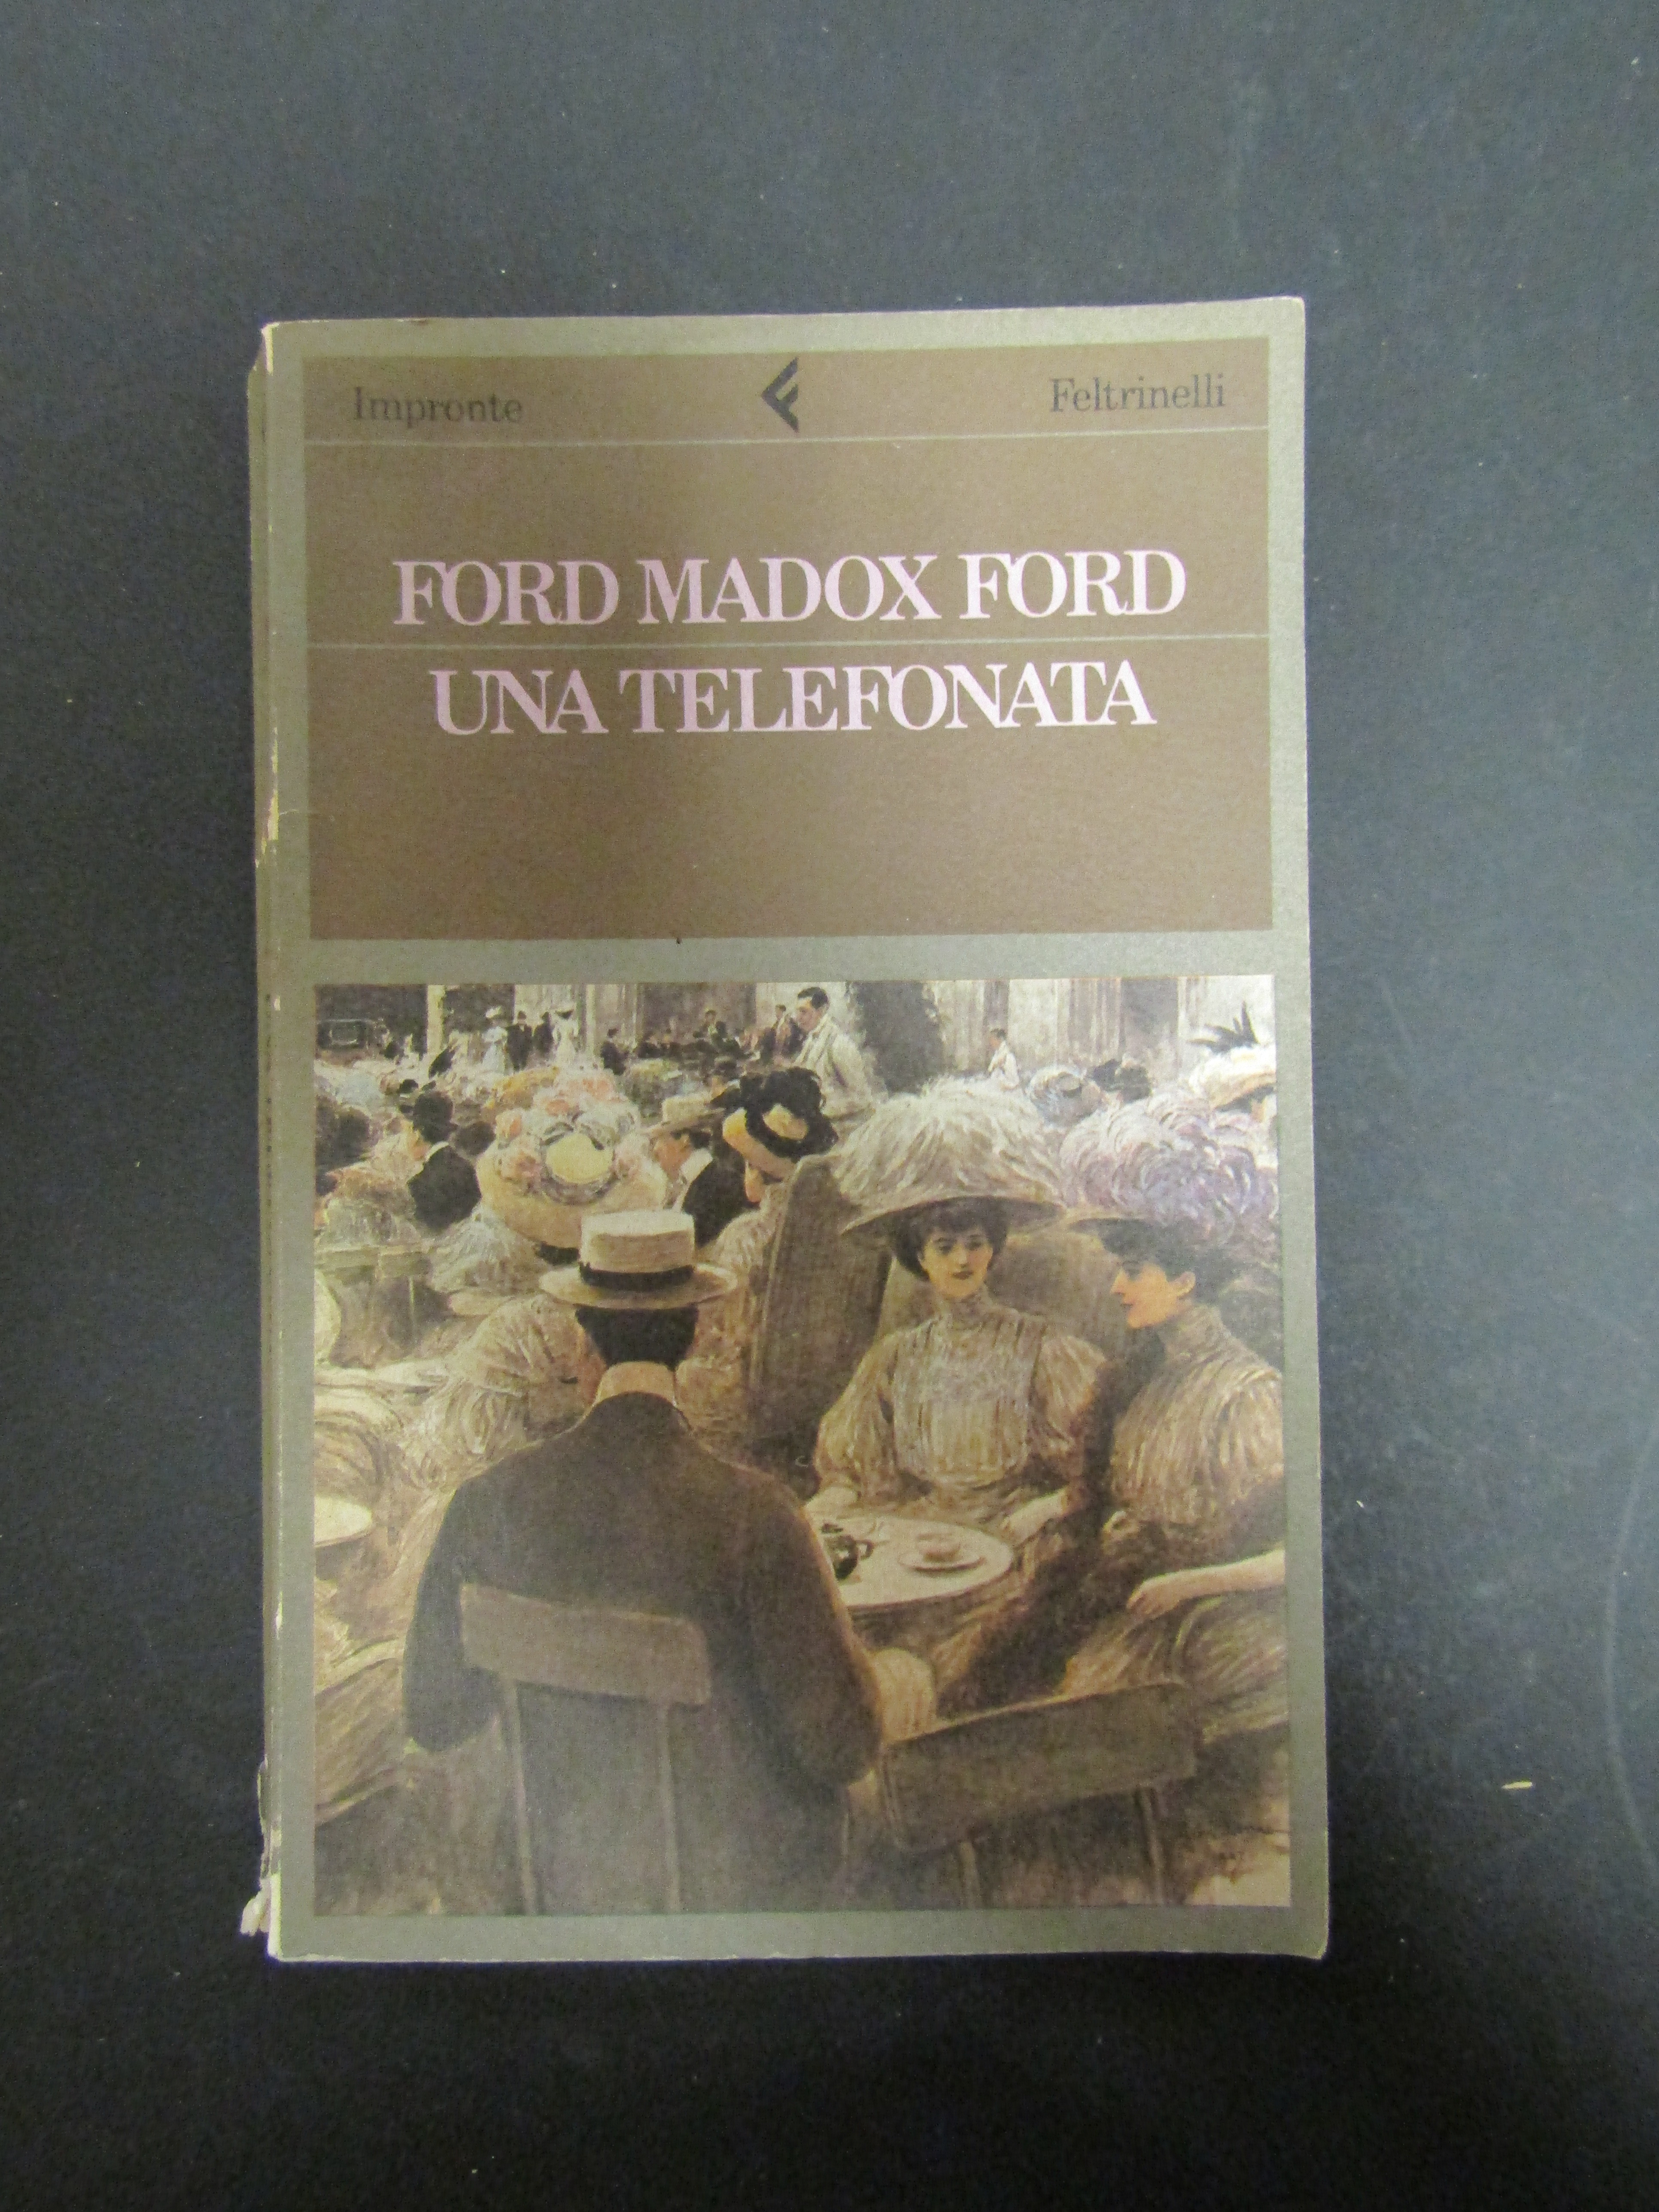 Impronte Feltrinelli
FORD MADOX FORD
UNA TELEFONATA